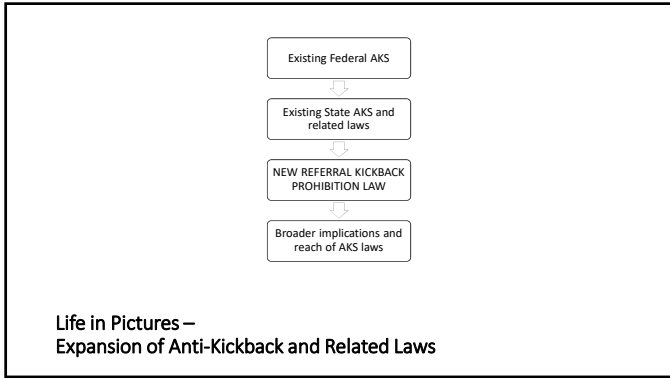 Existing Federal AKS
Existing State AKS and
related laws
NEW REFERRAL KICKBACK
PROHIBITION LAW
Broader implications and
reach of AKS laws
Life in Pictures –
Expansion of Anti-Kickback and Related Laws